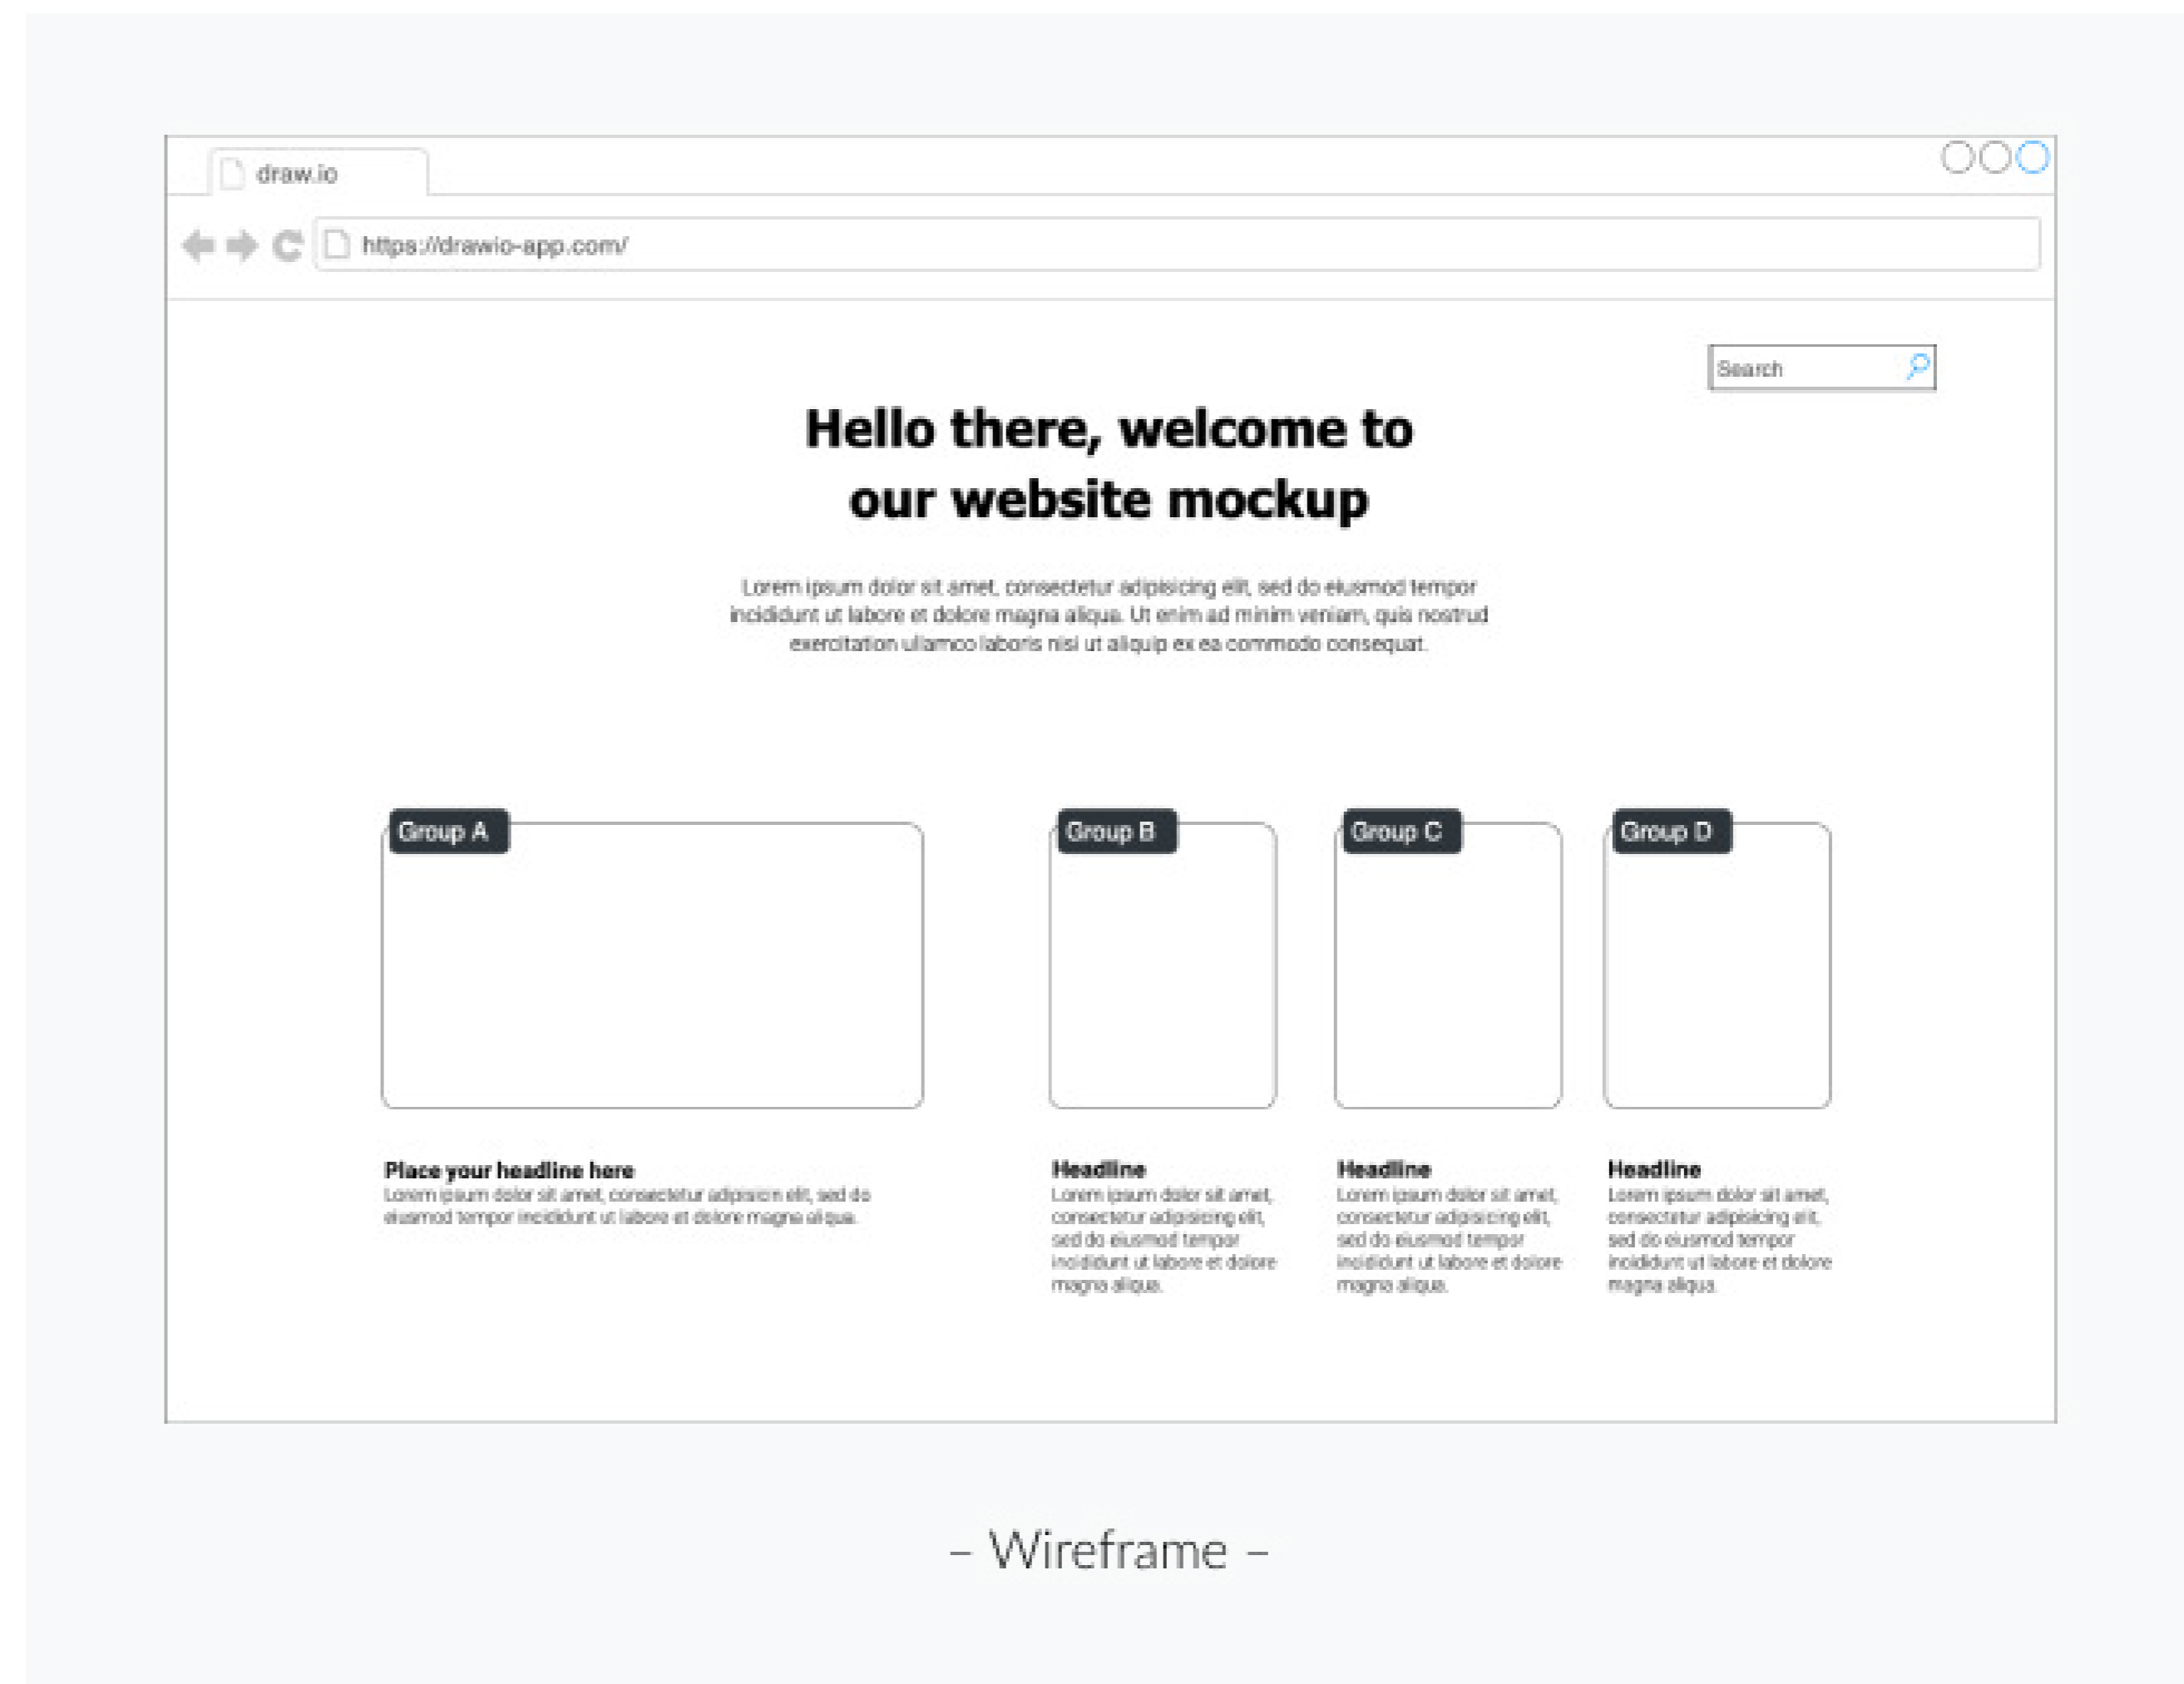 draw.io
https://drawio-app.com/
Search
Hello there, welcome to
our website mockup
Lorem ipsum dolor sit amet, consectetur adipisicing elit, sed do eiusmod tempor
incididunt ut labore et dolore magna aliqua. Ut enim ad minim veniam, quis nostrud
exercitation ullamco laboris nisi ut aliquip ex ea commodo consequat.
Group A
Group B
Group C
Group D
Place your headline here
Lorem ipsum dolor sit amet, consectetur adipisicin elit, sed do
eiusmod tempor incididunt ut labore et dolore magna aliqua.
Headline
Lorem ipsum dolor sit amet,
consectetur adipisicing elit,
sed do eiusmod tempor
incididunt ut labore et dolore
magna aliqua.
Headline
Lorem ipsum dolor sit amet,
consectetur adipisicing elit,
sed do eiusmod tempor
incididunt ut labore et dolore
magna aliqua.
Headline
Lorem ipsum dolor sit amet,
consectetur adipisicing elit,
sed do eiusmod tempor
incididunt ut labore et dolore
magna aliqua.
– Wireframe –